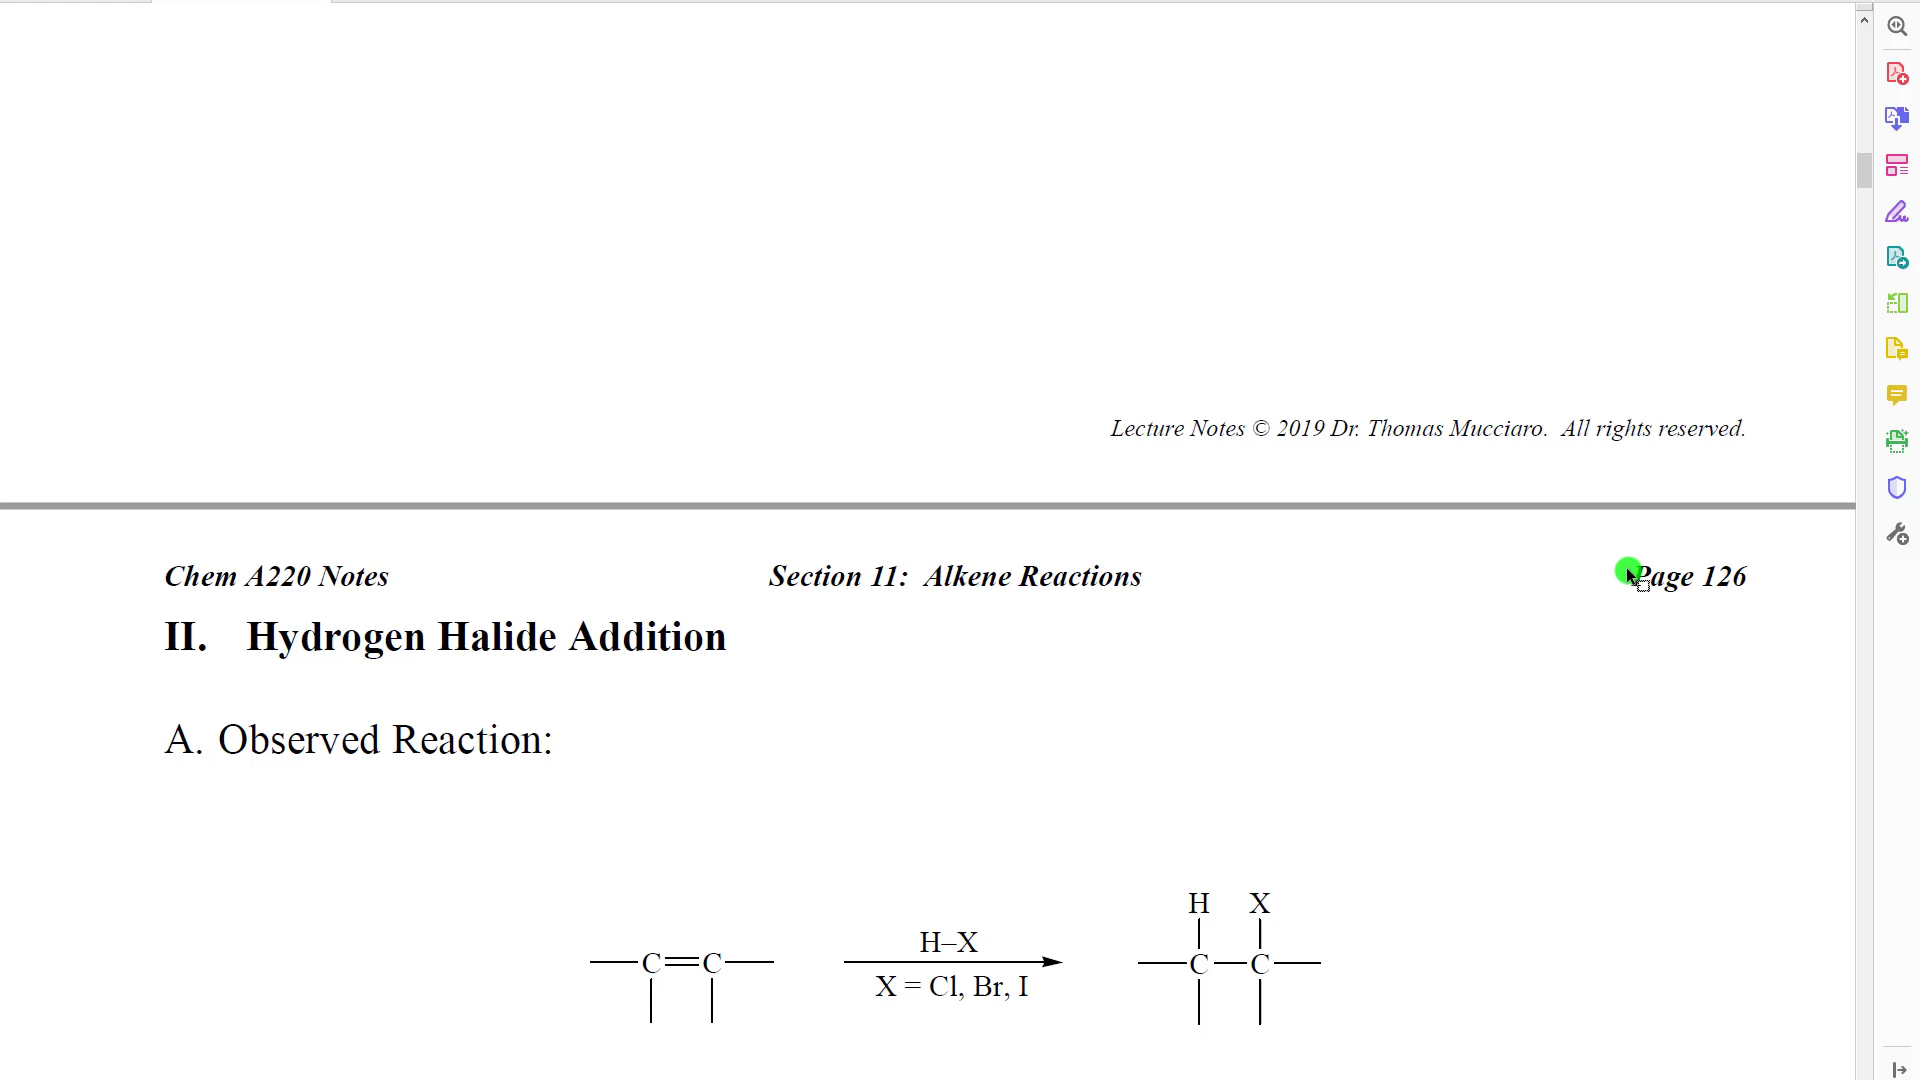 Lecture Notes © 2019 Dr. Thomas Mucciaro.  All rights reserved.
Chem A220 Notes Section 11:  Alkene Reactions Page 126
II. Hydrogen Halide Addition
A. Observed Reaction:
H X
H–X
C C C C
X = Cl, Br, I